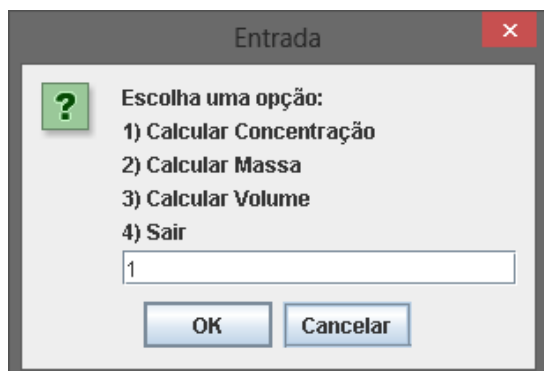 Entrada
Escolha uma opção:
1) Calcular Concentração
2) Calcular Massa
3) Calcular Volume
4) Sair
1
OK Cancelar